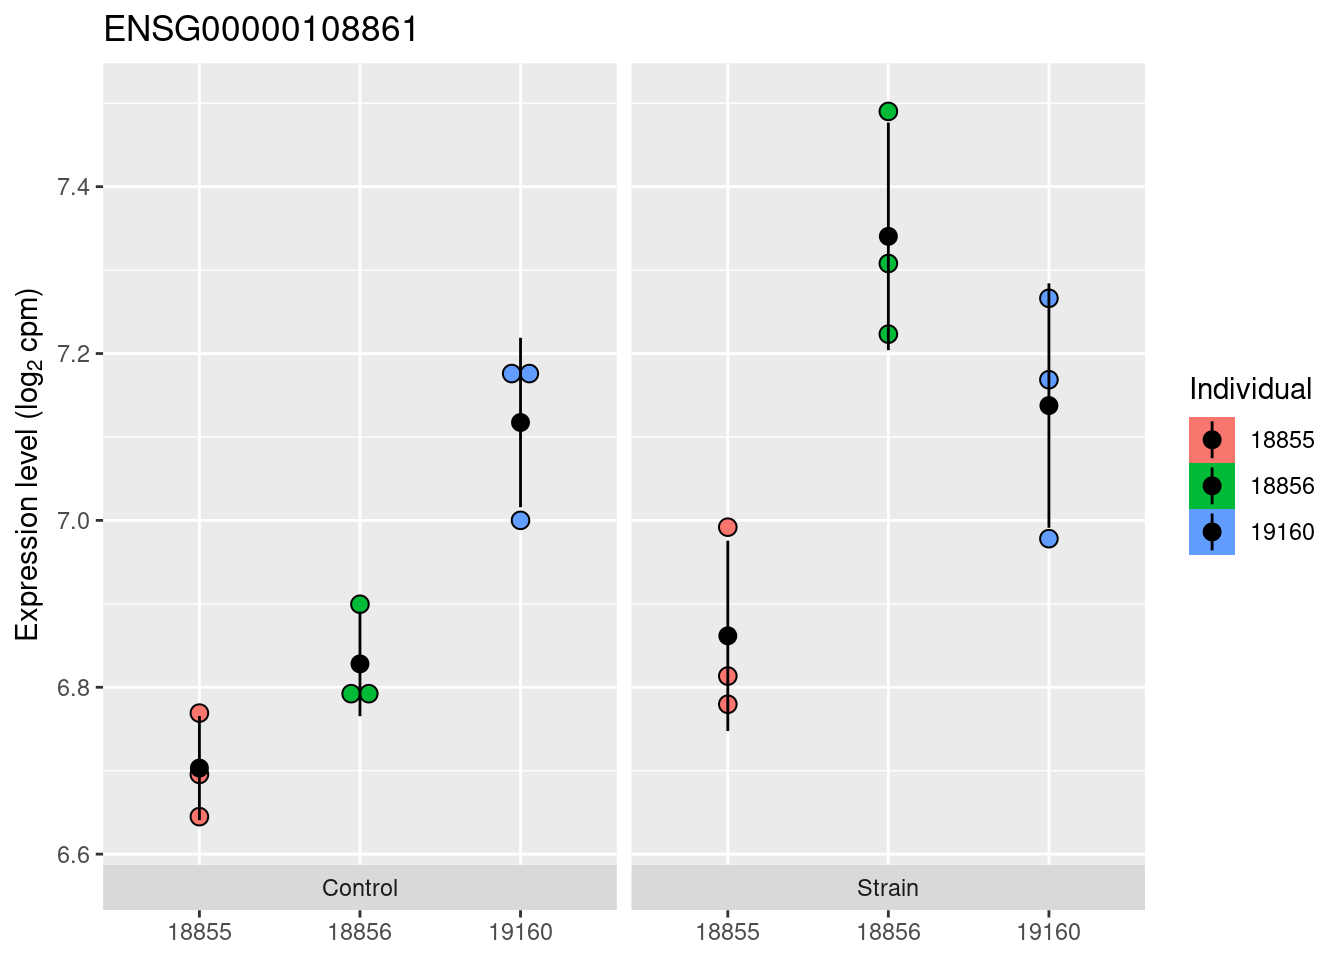 ENSG00000108861
Expression level (log₂ cpm)
7.4
7.2
7.0
6.8
6.6
Control
Strain
18855
18856
19160
18855
18856
19160
Individual
18855
18856
19160